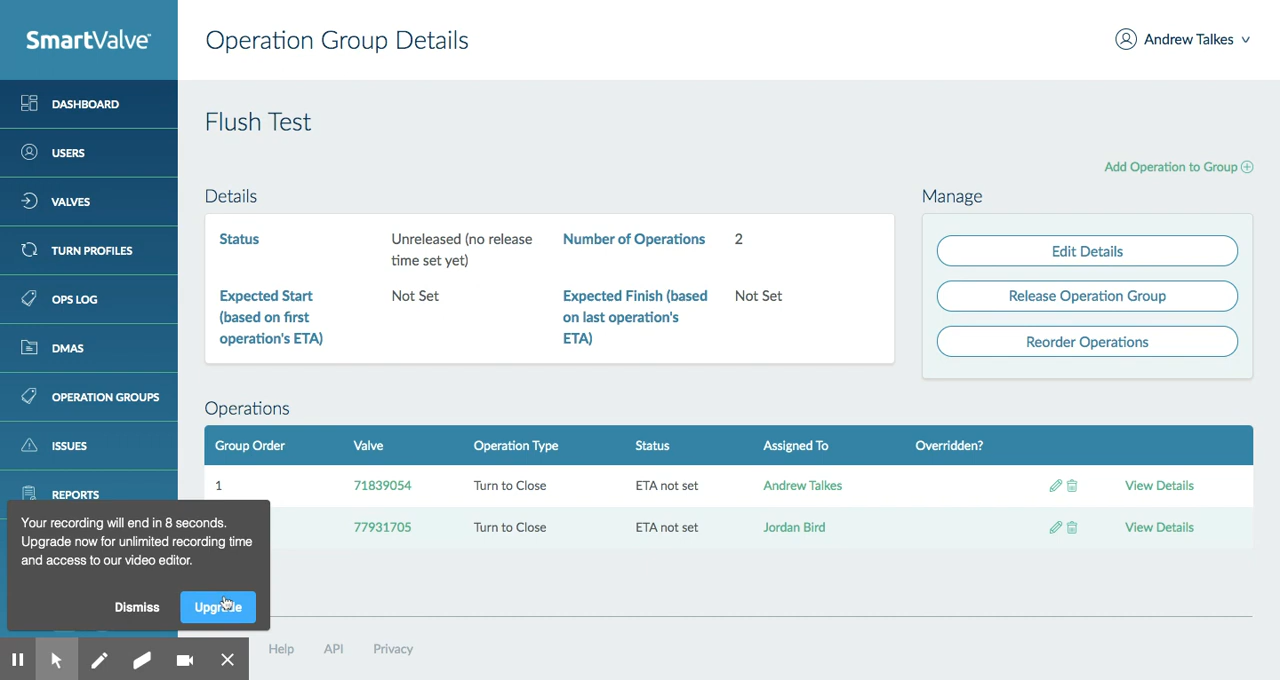 SmartValve
Operation Group Details
Andrew Talkes
DASHBOARD
USERS
VALVES
TURN PROFILES
OPS LOG
DMAS
OPERATION GROUPS
ISSUES
REPORTS
Flush Test
Add Operation to Group
Details
Status
Unreleased (no release
time set yet)
Number of Operations
2
Expected Start
(based on first
operation's ETA)
Not Set
Expected Finish (based
on last operation's
ETA)
Not Set
Manage
Edit Details
Release Operation Group
Reorder Operations
Operations
Group Order Valve Operation Type Status Assigned To Overridden?
1 71839054 Turn to Close ETA not set Andrew Talkes View Details
77931705 Turn to Close ETA not set Jordan Bird View Details
Your recording will end in 8 seconds.
Upgrade now for unlimited recording time
and access to our video editor.
Dismiss Upgrade
Help API Privacy